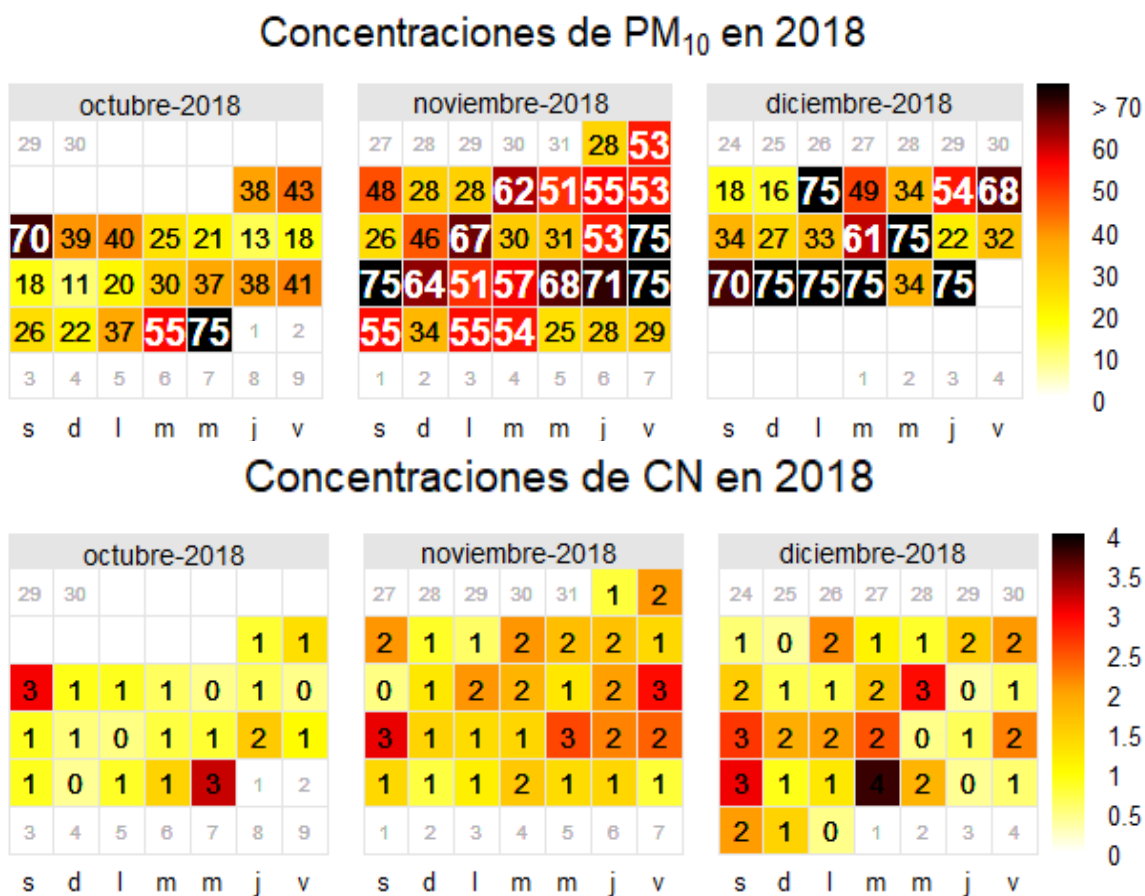 Concentraciones de PM10 en 2018
octubre-2018 noviembre-2018 diciembre-2018
29 30 27 28 29 30 31 28 53 24 25 26 27 28 29 30
38 43 48 28 28 62 51 55 53 18 16 75 49 34 54 68
70 39 40 25 21 13 18 26 46 67 30 31 53 75 34 27 33 61 75 22 32
18 11 20 30 37 38 41 75 64 51 57 68 71 75 70 75 75 75 34 75
26 22 37 55 75 1 2 55 34 55 54 25 28 29
3 4 5 6 7 8 9 1 2 3 4 5 6 7 1 2 3 4
s d l m m j v s d l m m j v s d l m m j v
> 70
60
50
40
30
20
10
0
Concentraciones de CN en 2018
octubre-2018 noviembre-2018 diciembre-2018
29 30 27 28 29 30 31 1 2 24 25 26 27 28 29 30
1 1 2 1 1 2 2 2 1 1 0 2 1 1 2 2
3 1 1 1 0 1 0 0 1 2 2 1 2 3 2 1 1 2 3 0 1
1 1 0 1 1 2 1 3 1 1 1 3 2 2 3 2 2 2 0 1 2
1 0 1 1 3 1 2 1 1 1 2 1 1 1 3 1 1 4 2 0 1
3 4 5 6 7 8 9 1 2 3 4 5 6 7 2 1 0 1 2 3 4
s d l m m j v s d l m m j v s d l m m j v
4
3.5
3
2.5
2
1.5
1
0.5
0